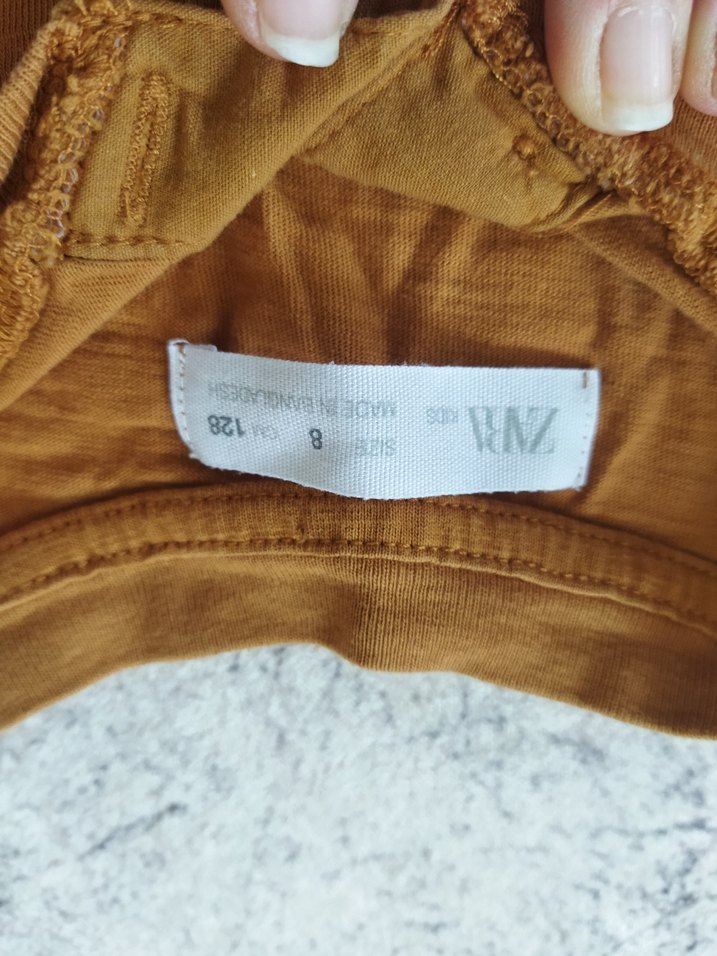 ZARA KIDS
SIZE 8 CM 128
MADE IN BANGLADESH